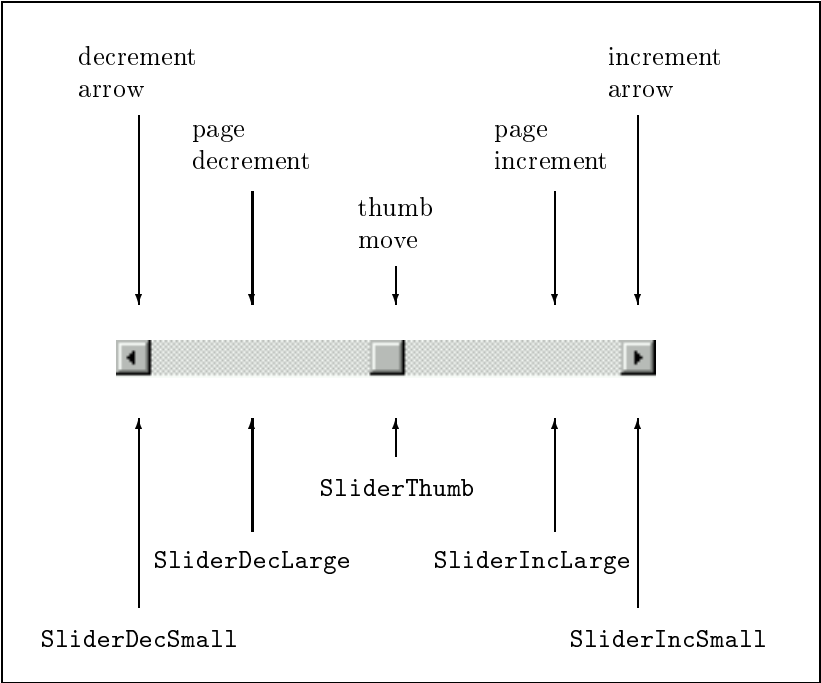 decrement
arrow
increment
arrow
page
decrement
page
increment
thumb
move
SliderThumb
SliderDecLarge
SliderIncLarge
SliderDecSmall
SliderIncSmall